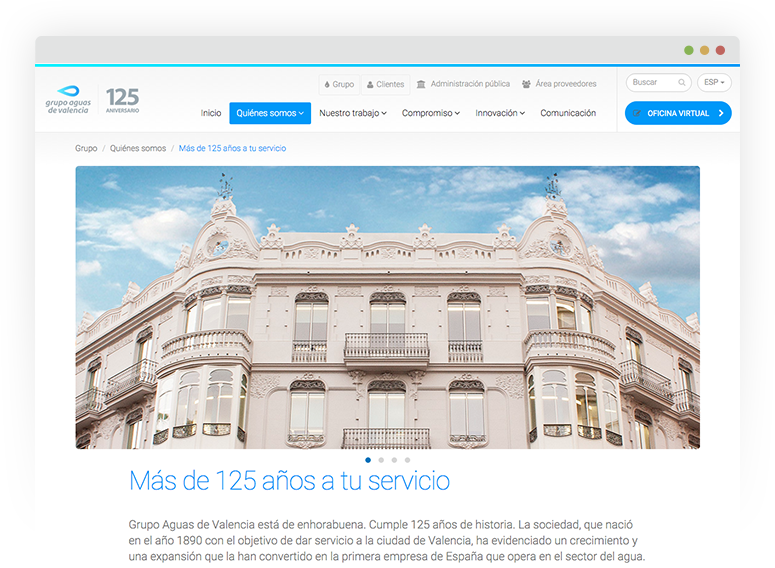 Grupo
Clientes
Administración pública
Área proveedores
Buscar
ESP
grupo aguas
de valencia
125
ANIVERSARIO
Inicio
Quiénes somos
Nuestro trabajo
Compromiso
Innovación
Comunicación
OFICINA VIRTUAL
Grupo / Quiénes somos / Más de 125 años a tu servicio
Más de 125 años a tu servicio
Grupo Aguas de Valencia está de enhorabuena. Cumple 125 años de historia. La sociedad, que nació
en el año 1890 con el objetivo de dar servicio a la ciudad de Valencia, ha evidenciado un crecimiento y
una expansión que la han convertido en la primera empresa de España que opera en el sector del agua.